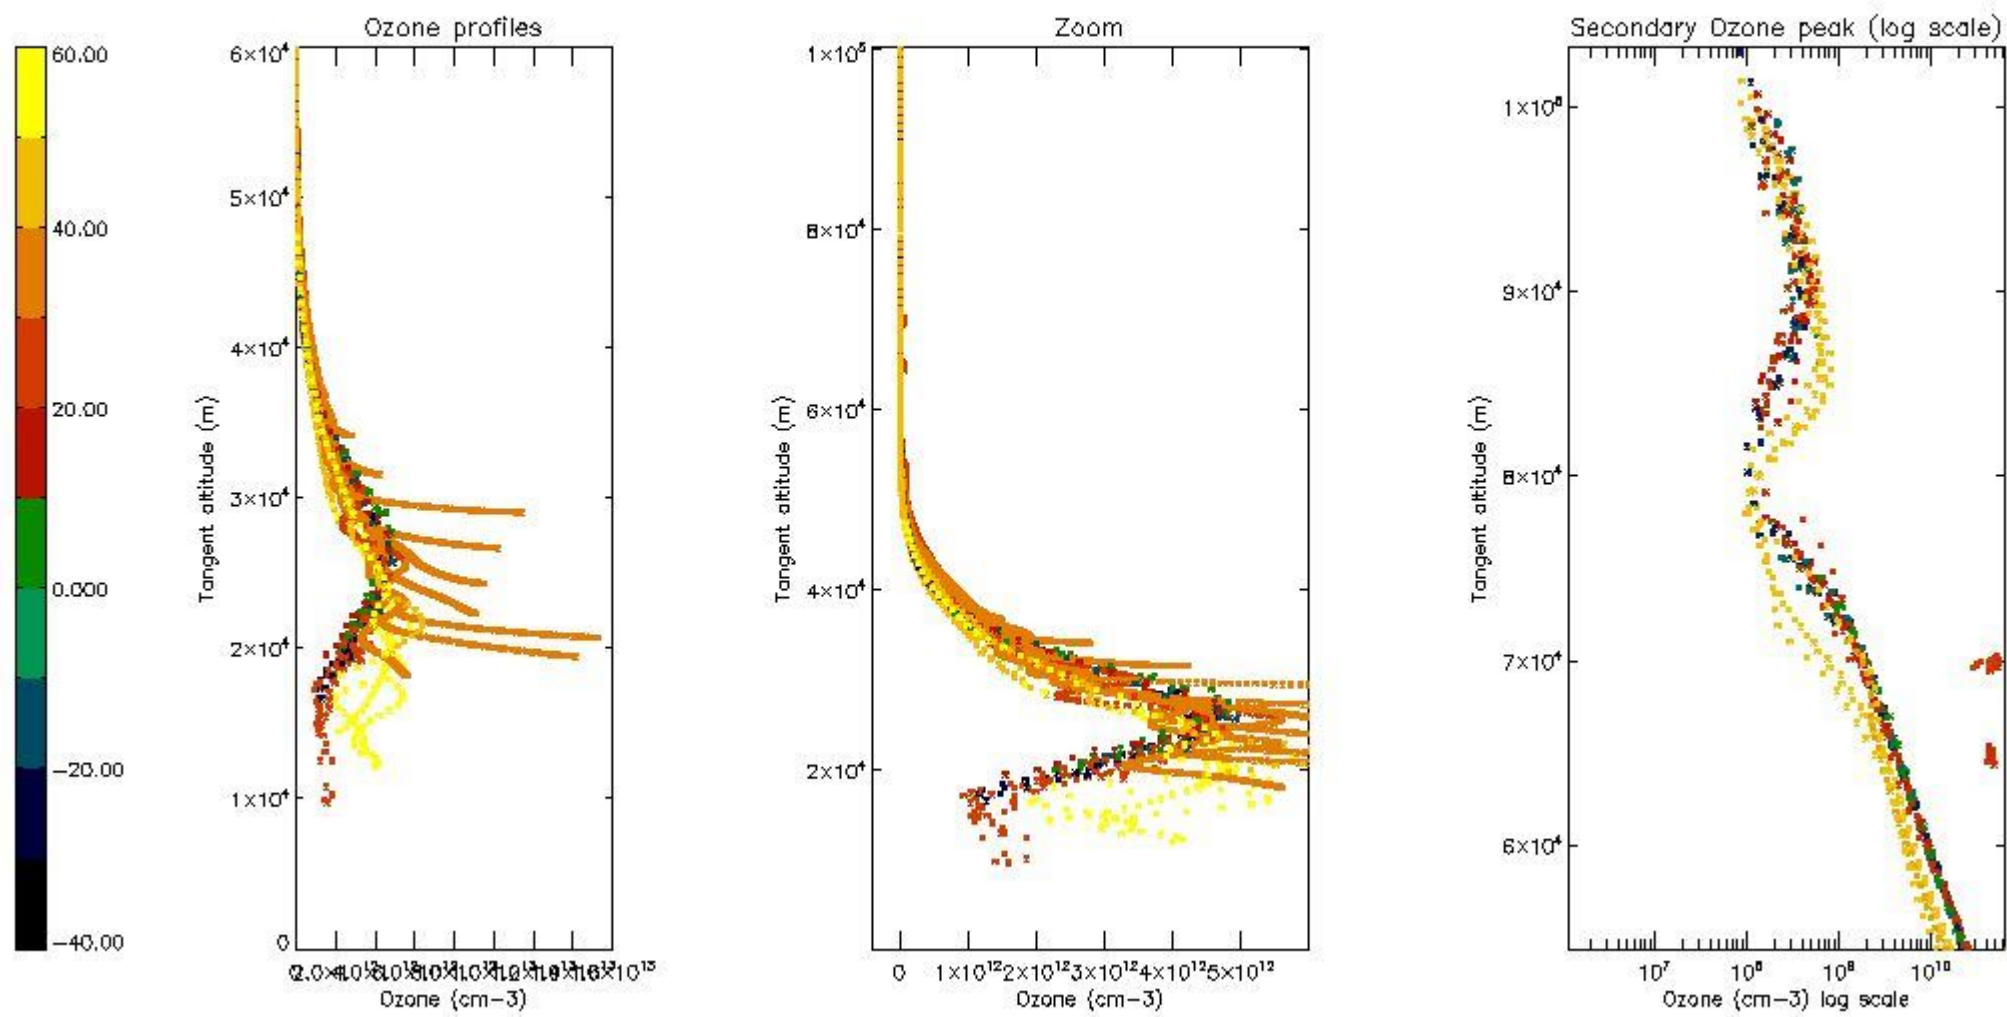 Ozone profiles
Zoom
Secondary Ozone peak (log scale)
60.00
40.00
20.00
0.000
-20.00
-40.00
6×10⁴
5×10⁴
4×10⁴
3×10⁴
2×10⁴
1×10⁴
0
Tangent altitude (m)
Ozone (cm-3)
1×10⁵
8×10⁴
6×10⁴
4×10⁴
2×10⁴
Tangent altitude (m)
0 1×10¹² 2×10¹² 3×10¹² 4×10¹² 5×10¹²
Ozone (cm-3)
9×10⁴
8×10⁴
7×10⁴
6×10⁴
Tangent altitude (m)
10⁷ 10⁸ 10⁹ 10¹⁰
Ozone (cm-3) log scale